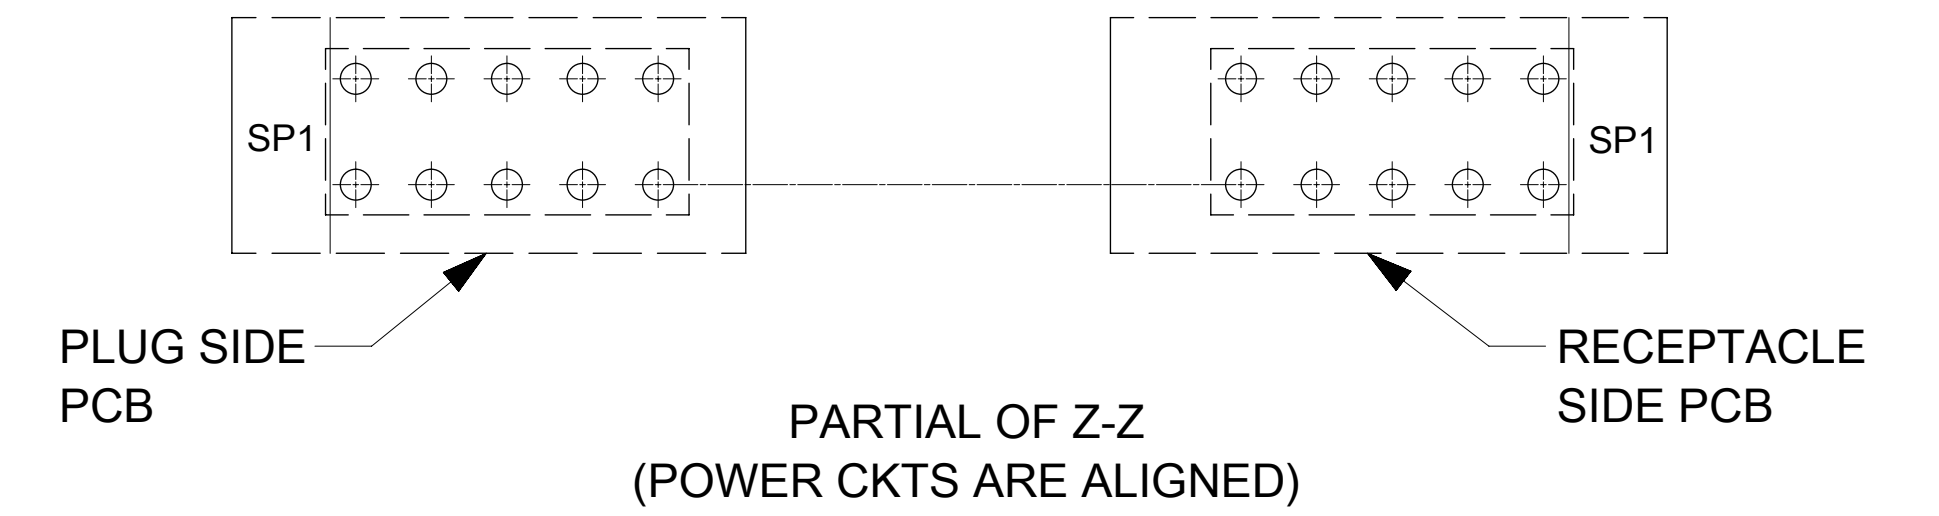 SP1
SP1
PLUG SIDE
PCB
RECEPTACLE
SIDE PCB
PARTIAL OF Z-Z
(POWER CKTS ARE ALIGNED)